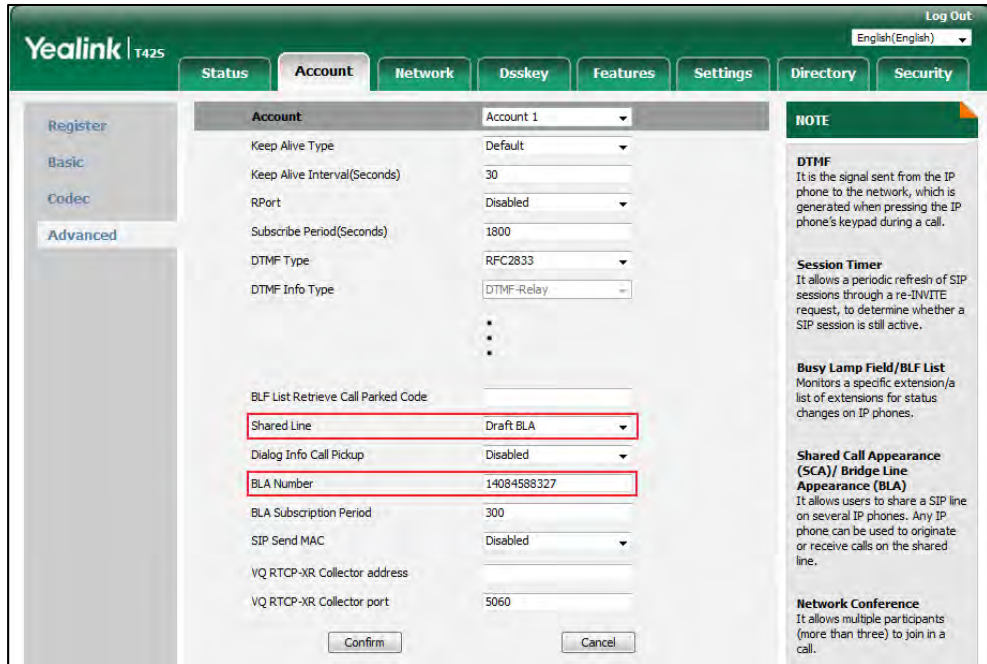 Log Out
Yealink T42S
English(English)
Status Account Network Dsskey Features Settings Directory Security
Register
Basic
Codec
Advanced
Account Account 1
Keep Alive Type Default
Keep Alive Interval(Seconds) 30
RPort Disabled
Subscribe Period(Seconds) 1800
DTMF Type RFC2833
DTMF Info Type DTMF-Relay
BLF List Retrieve Call Parked Code
Shared Line Draft BLA
Dialog Info Call Pickup Disabled
BLA Number 14084588327
BLA Subscription Period 300
SIP Send MAC Disabled
VQ RTCP-XR Collector address
VQ RTCP-XR Collector port 5060
Confirm Cancel
NOTE
DTMF
It is the signal sent from the IP
phone to the network, which is
generated when pressing the IP
phone's keypad during a call.
Session Timer
It allows a periodic refresh of SIP
sessions through a re-INVITE
request, to determine whether a
SIP session is still active.
Busy Lamp Field/BLF List
Monitors a specific extension/a
list of extensions for status
changes on IP phones.
Shared Call Appearance
(SCA)/ Bridge Line
Appearance (BLA)
It allows users to share a SIP line
on several IP phones. Any IP
phone can be used to originate
or receive calls on the shared
line.
Network Conference
It allows multiple participants
(more than three) to join in a
call.